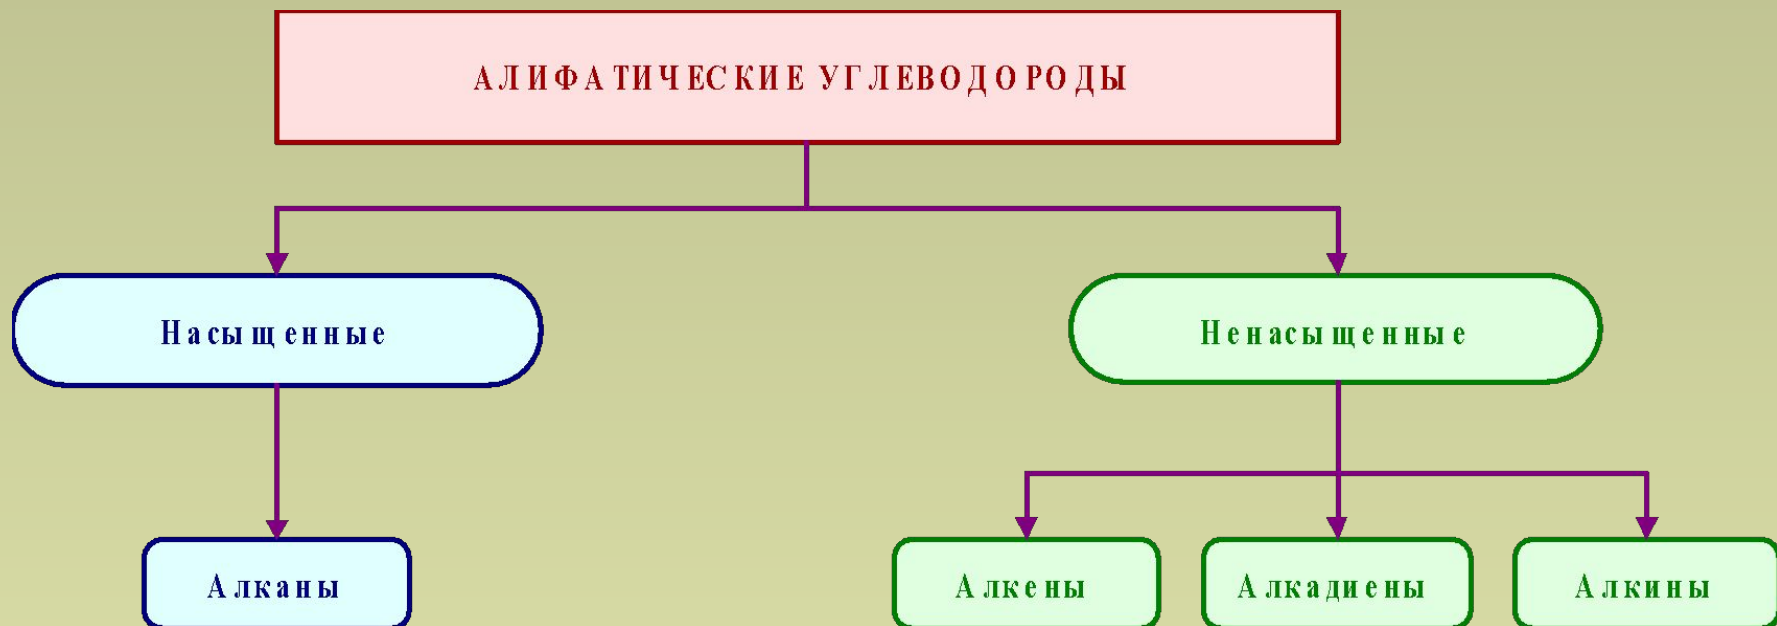 АЛИФАТИЧЕСКИЕ УГЛЕВОДОРОДЫ
Насыщенные
Ненасыщенные
Алканы
Алкены
Алкадиены
Алкины